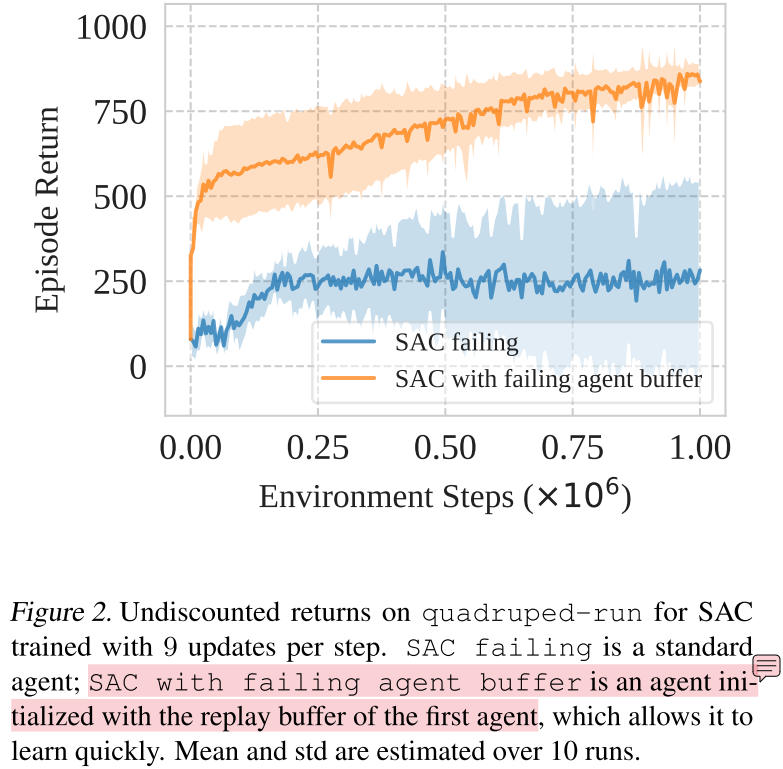 1000
750
500
250
0
Episode Return
SAC failing
SAC with failing agent buffer
0.00 0.25 0.50 0.75 1.00
Environment Steps (×10⁶)
Figure 2. Undiscounted returns on quadruped-run for SAC
trained with 9 updates per step. SAC failing is a standard
agent; SAC with failing agent buffer is an agent ini-
tialized with the replay buffer of the first agent, which allows it to
learn quickly. Mean and std are estimated over 10 runs.